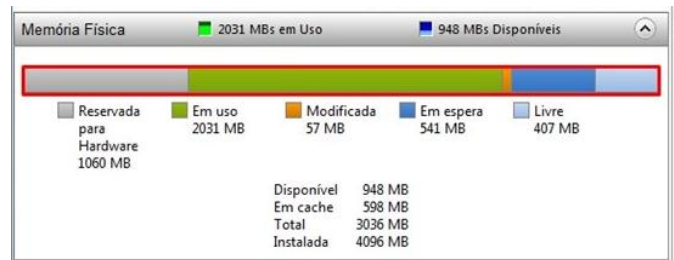 Memória Física 2031 MBs em Uso 948 MBs Disponíveis
Reservada para Hardware 1060 MB
Em uso 2031 MB
Modificada 57 MB
Em espera 541 MB
Livre 407 MB
Disponível 948 MB
Em cache 598 MB
Total 3036 MB
Instalada 4096 MB